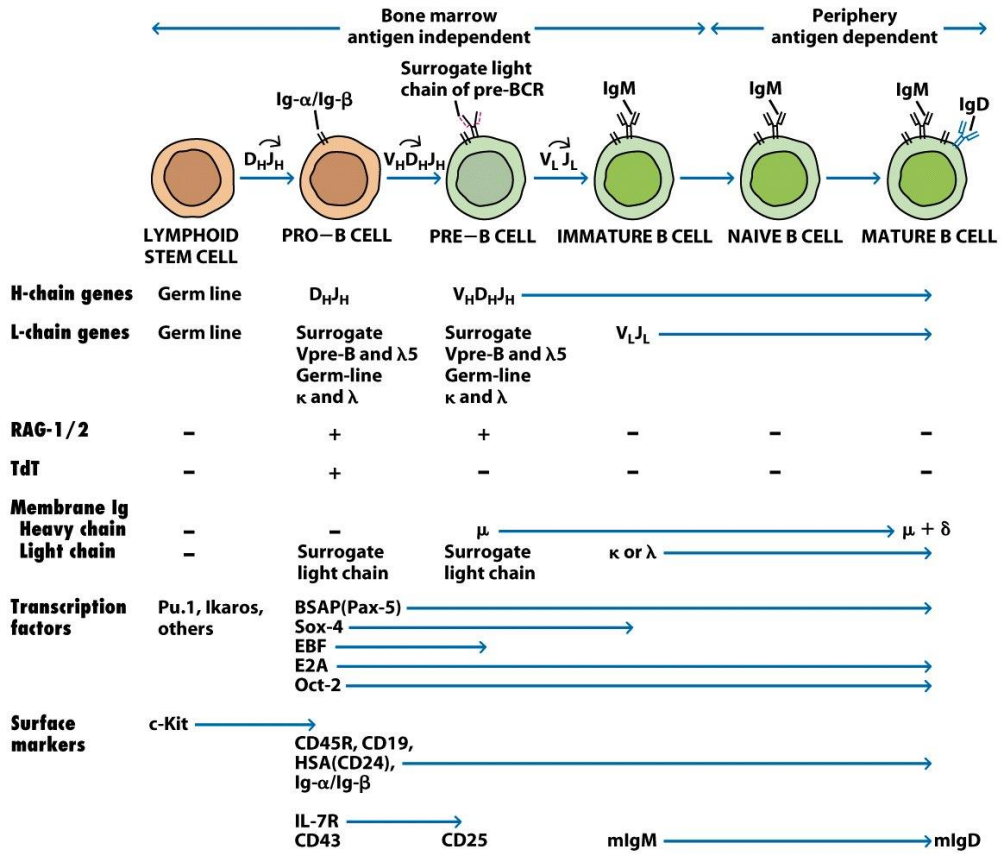 Bone marrow
antigen independent
Periphery
antigen dependent
Surrogate light
chain of pre-BCR
Ig-α/Ig-β
IgM
IgM
IgM
IgD
DHJH
VHDHJH
VL JL
LYMPHOID
STEM CELL
PRO–B CELL
PRE–B CELL
IMMATURE B CELL
NAIVE B CELL
MATURE B CELL
H-chain genes Germ line DHJH VHDHJH
L-chain genes Germ line Surrogate Surrogate VLJL
Vpre-B and λ5 Vpre-B and λ5
Germ-line Germ-line
κ and λ κ and λ
RAG-1/2 – + + – – –
TdT – + – – – –
Membrane Ig
Heavy chain – – μ μ + δ
Light chain – Surrogate Surrogate κ or λ
light chain light chain
Transcription Pu.1, Ikaros, BSAP(Pax-5)
factors others Sox-4
EBF
E2A
Oct-2
Surface c-Kit
markers CD45R, CD19,
HSA(CD24),
Ig-α/Ig-β
IL-7R
CD43 CD25 mIgM mIgD